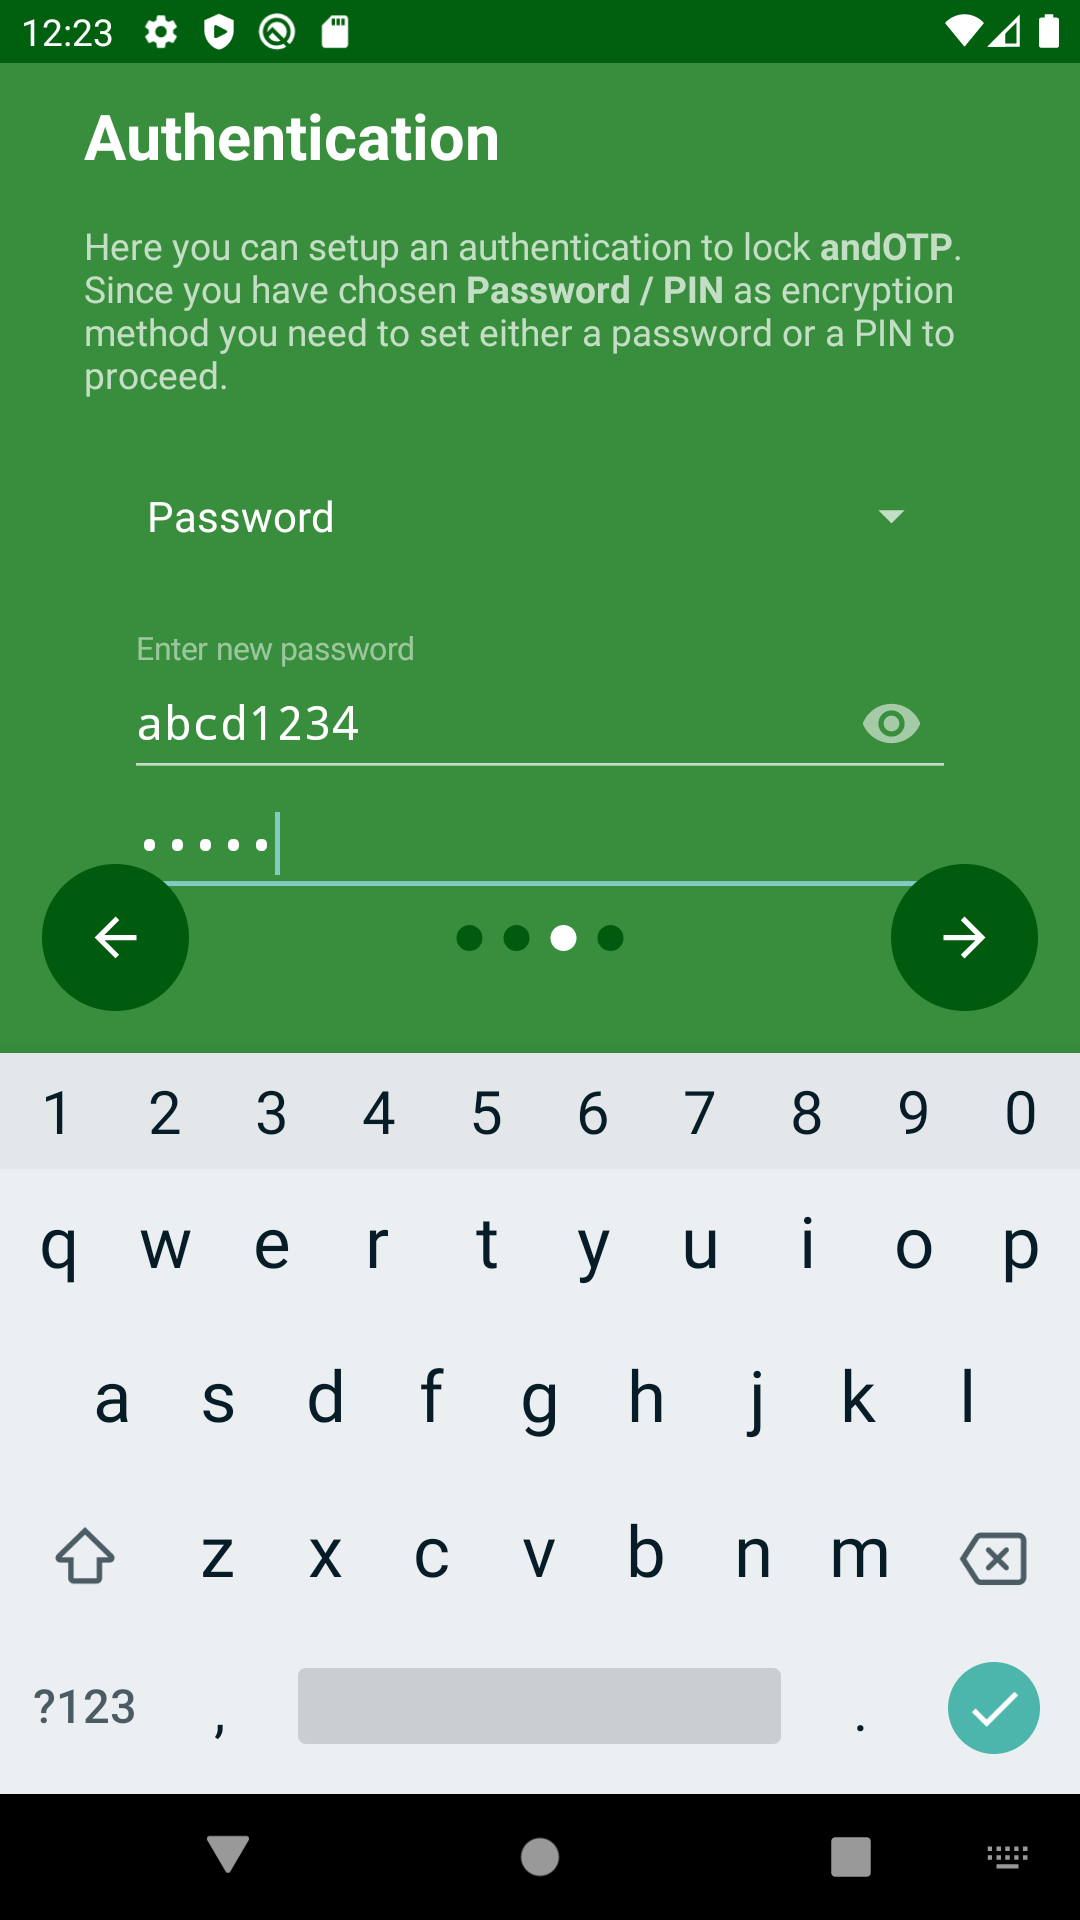 12:23
Authentication
Here you can setup an authentication to lock andOTP.
Since you have chosen Password / PIN as encryption
method you need to set either a password or a PIN to
proceed.
Password
Enter new password
abcd1234
•••••
1 2 3 4 5 6 7 8 9 0
q w e r t y u i o p
a s d f g h j k l
z x c v b n m
?123 , .